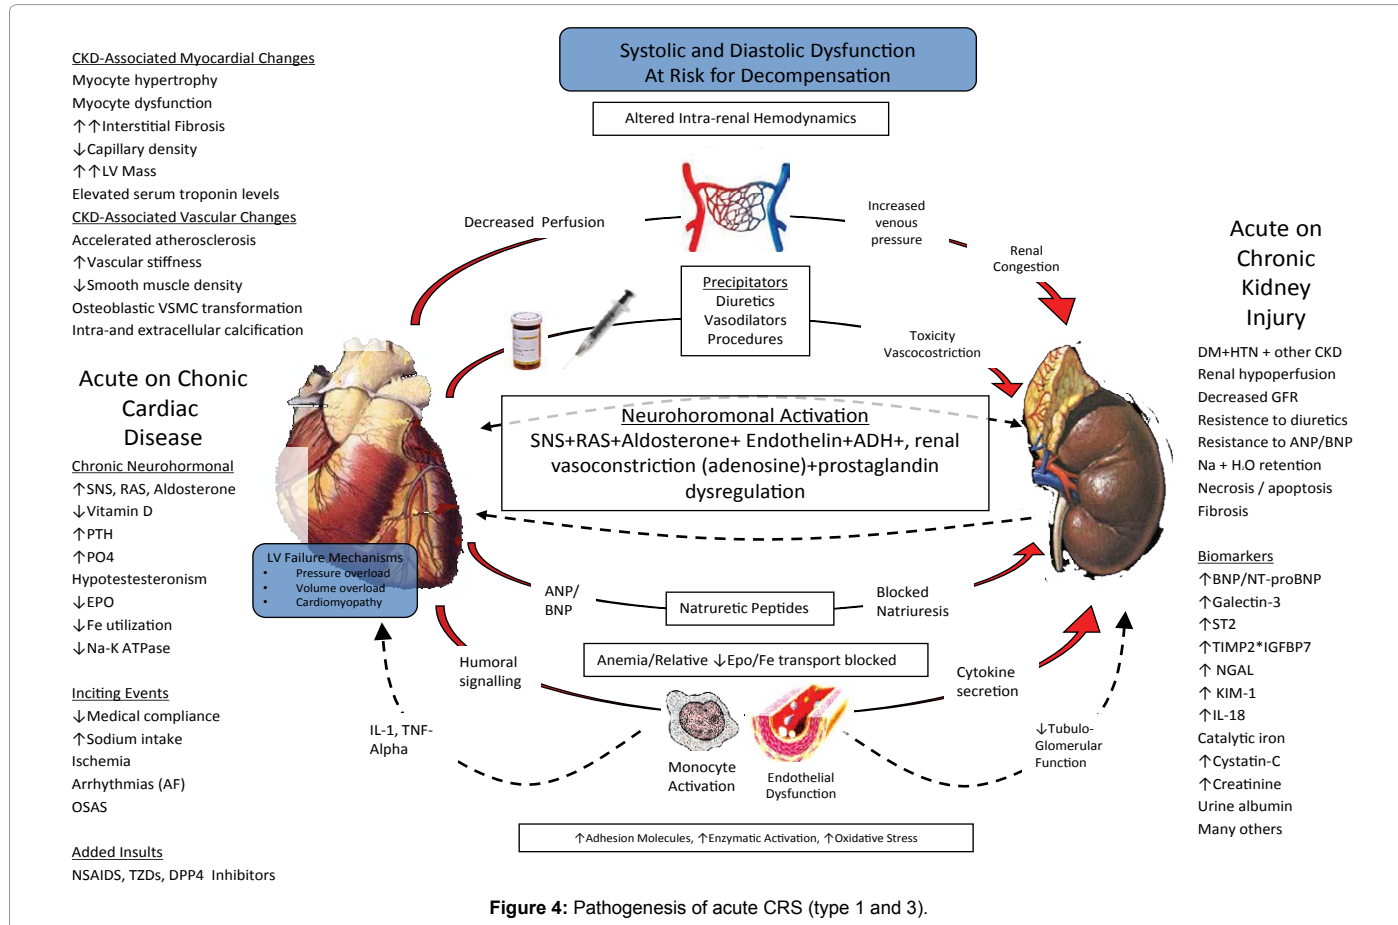 CKD-Associated Myocardial Changes
Myocyte hypertrophy
Myocyte dysfunction
↑↑Interstitial Fibrosis
↓Capillary density
↑↑LV Mass
Elevated serum troponin levels
CKD-Associated Vascular Changes
Accelerated atherosclerosis
↑Vascular stiffness
↓Smooth muscle density
Osteoblastic VSMC transformation
Intra-and extracellular calcification
Acute on Chonic
Cardiac
Disease
Chronic Neurohormonal
↑SNS, RAS, Aldosterone
↓Vitamin D
↑PTH
↑PO4
Hypotestesteronism
↓EPO
↓Fe utilization
↓Na-K ATPase
Inciting Events
↓Medical compliance
↑Sodium intake
Ischemia
Arrhythmias (AF)
OSAS
Added Insults
NSAIDS, TZDs, DPP4 Inhibitors
Systolic and Diastolic Dysfunction
At Risk for Decompensation
Altered Intra-renal Hemodynamics
Decreased Perfusion
Increased
venous
pressure
Renal
Congestion
Precipitators
Diuretics
Vasodilators
Procedures
Toxicity
Vascocostriction
Neurohoromonal Activation
SNS+RAS+Aldosterone+ Endothelin+ADH+, renal
vasoconstriction (adenosine)+prostaglandin
dysregulation
LV Failure Mechanisms
• Pressure overload
• Volume overload
• Cardiomyopathy
ANP/
BNP
Natruretic Peptides
Blocked
Natriuresis
Anemia/Relative ↓Epo/Fe transport blocked
Humoral
signalling
Cytokine
secretion
IL-1, TNF-
Alpha
Monocyte
Activation
Endothelial
Dysfunction
↓Tubulo-
Glomerular
Function
↑Adhesion Molecules, ↑Enzymatic Activation, ↑Oxidative Stress
Acute on
Chronic
Kidney
Injury
DM+HTN + other CKD
Renal hypoperfusion
Decreased GFR
Resistence to diuretics
Resistance to ANP/BNP
Na + H₂O retention
Necrosis / apoptosis
Fibrosis
Biomarkers
↑BNP/NT-proBNP
↑Galectin-3
↑ST2
↑TIMP2*IGFBP7
↑ NGAL
↑ KIM-1
↑IL-18
Catalytic iron
↑Cystatin-C
↑Creatinine
Urine albumin
Many others
Figure 4: Pathogenesis of acute CRS (type 1 and 3).